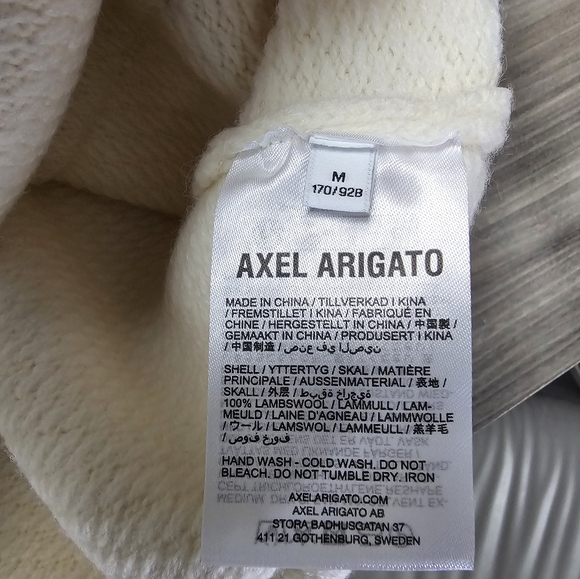 M
170/92B
AXEL ARIGATO
MADE IN CHINA / TILLVERKAD I KINA
/ FREMSTILLET I KINA / FABRIQUÉ EN
CHINE / HERGESTELLT IN CHINA / 中国製 /
GEMAAKT IN CHINA / PRODUSERT I KINA
/ 中国制造 / صنع في الصين
SHELL / YTTERTYG / SKAL / MATIÈRE
PRINCIPALE / AUSSENMATERIAL / 表地 /
SKALL / 外层 / طبقة خارجية
100% LAMBSWOOL / LAMMULL / LAM-
MEULD / LAINE D'AGNEAU / LAMMWOLLE
/ ウール / LAMSWOL / LAMMEULL / 羔羊毛
/ صوف خروف
HAND WASH - COLD WASH. DO NOT
BLEACH. DO NOT TUMBLE DRY. IRON
AXELARIGATO.COM
AXEL ARIGATO AB
STORA BADHUSGATAN 37
411 21 GOTHENBURG, SWEDEN